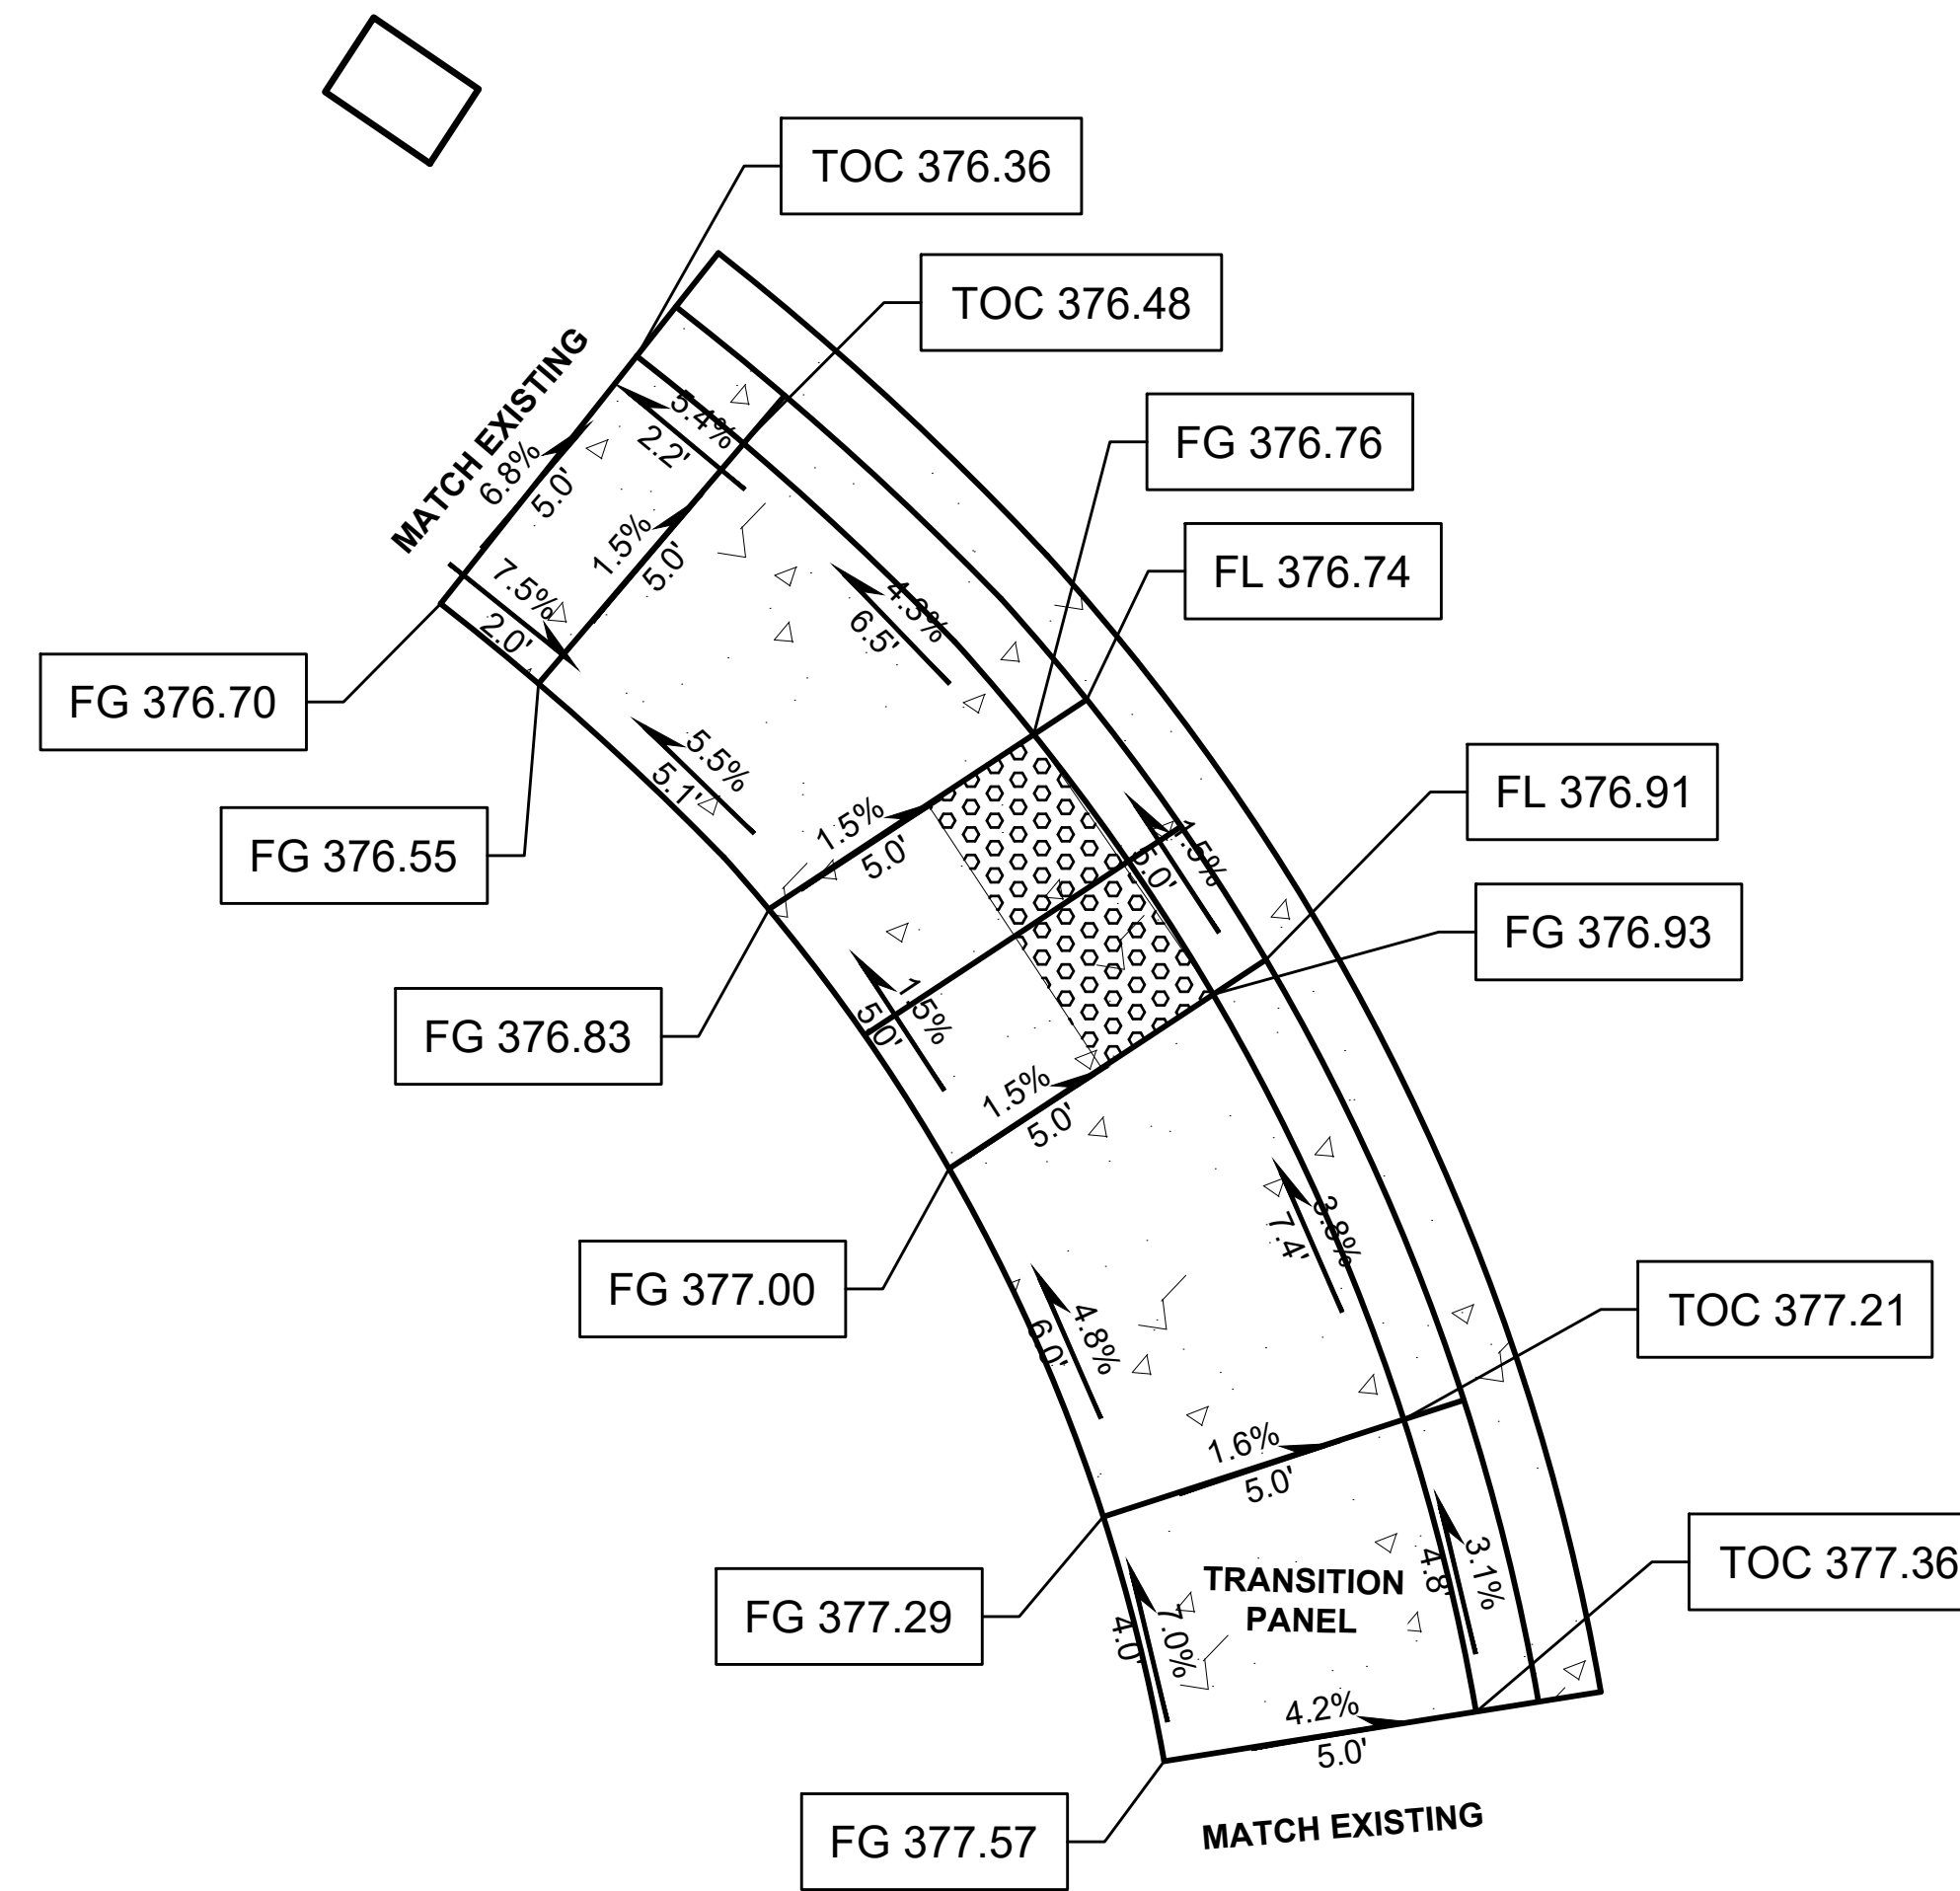 TOC 376.36
TOC 376.48
MATCH EXISTING
FG 376.76
5.4%
2.2'
6.8%
5.0'
1.5%
5.0'
FL 376.74
7.5%
2.0'
4.3%
6.5'
FG 376.70
5.5%
5.1'
FL 376.91
FG 376.55
1.5%
5.0'
1.5%
5.0'
FG 376.93
FG 376.83
1.5%
5.0'
1.5%
5.0'
FG 377.00
3.8%
7.4'
TOC 377.21
4.8%
6.0'
1.6%
5.0'
TOC 377.36
FG 377.29
TRANSITION
PANEL
3.1%
4.8'
7.0%
4.0'
4.2%
5.0'
FG 377.57
MATCH EXISTING